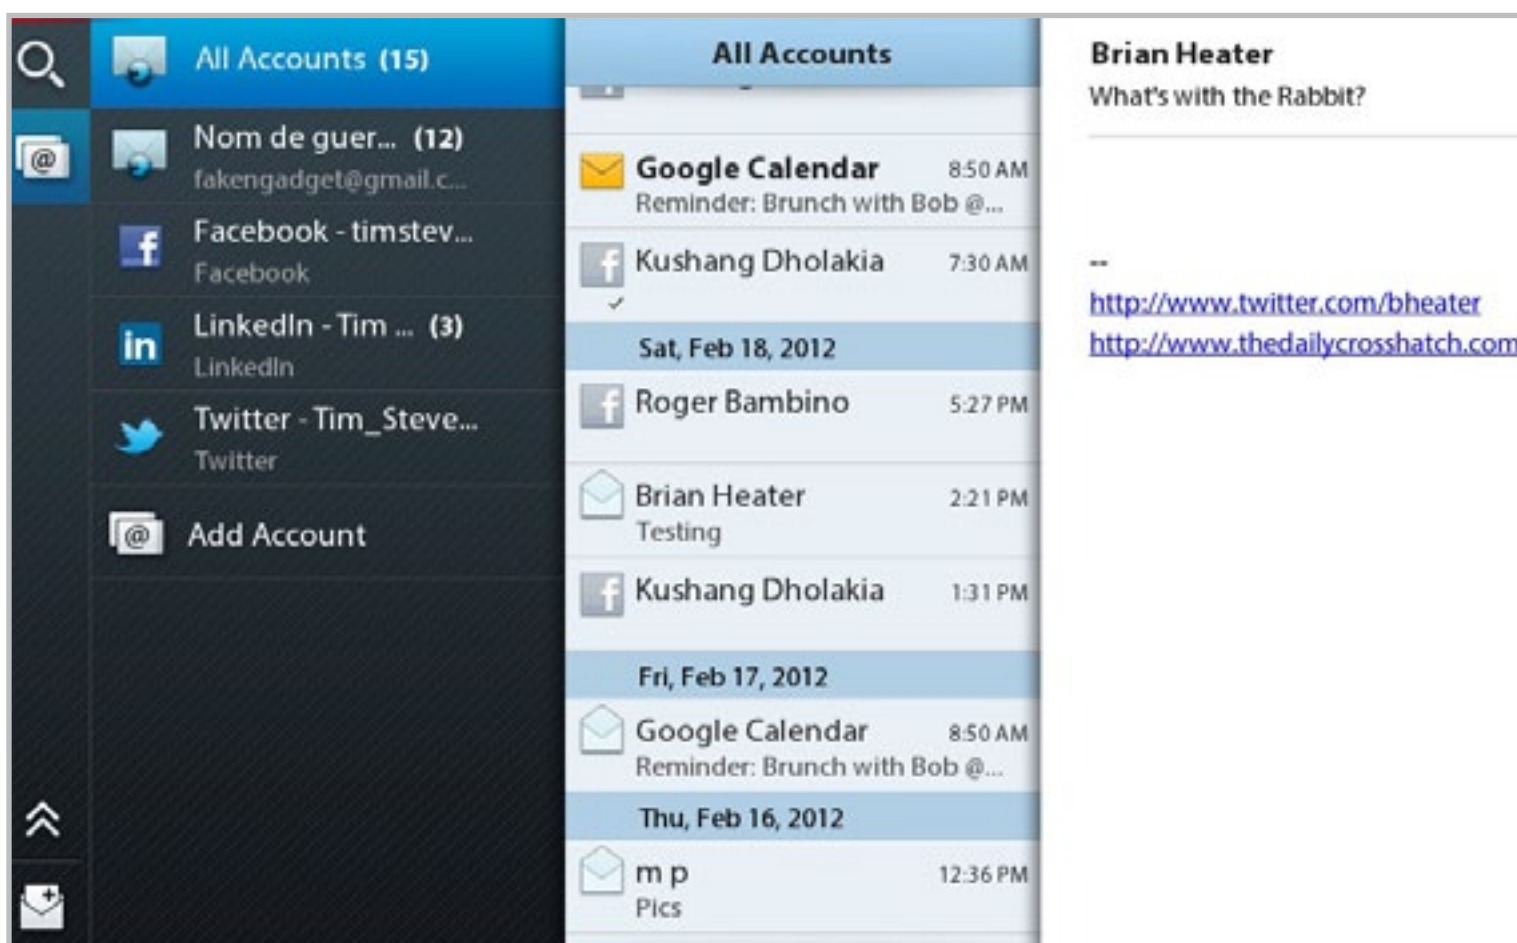 All Accounts (15)
Nom de guer... (12)
fakengadget@gmail.c...
Facebook - timstev...
Facebook
LinkedIn - Tim ... (3)
LinkedIn
Twitter - Tim_Steve...
Twitter
Add Account
All Accounts
Google Calendar 8:50 AM
Reminder: Brunch with Bob @...
Kushang Dholakia 7:30 AM
Sat, Feb 18, 2012
Roger Bambino 5:27 PM
Brian Heater 2:21 PM
Testing
Kushang Dholakia 1:31 PM
Fri, Feb 17, 2012
Google Calendar 8:50 AM
Reminder: Brunch with Bob @...
Thu, Feb 16, 2012
m p 12:36 PM
Pics
Brian Heater
What's with the Rabbit?
--
http://www.twitter.com/bheater
http://www.thedailycrosshatch.com